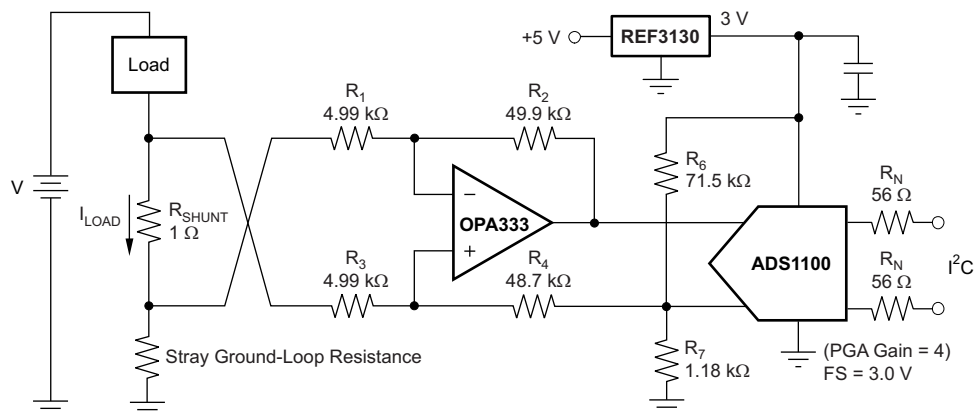 Load
V
I_LOAD
R_SHUNT
1 Ω
Stray Ground-Loop Resistance
R_1
4.99 kΩ
R_2
49.9 kΩ
−
+
OPA333
R_3
4.99 kΩ
R_4
48.7 kΩ
+5 V
REF3130
3 V
R_6
71.5 kΩ
R_7
1.18 kΩ
ADS1100
R_N
56 Ω
R_N
56 Ω
I²C
(PGA Gain = 4)
FS = 3.0 V